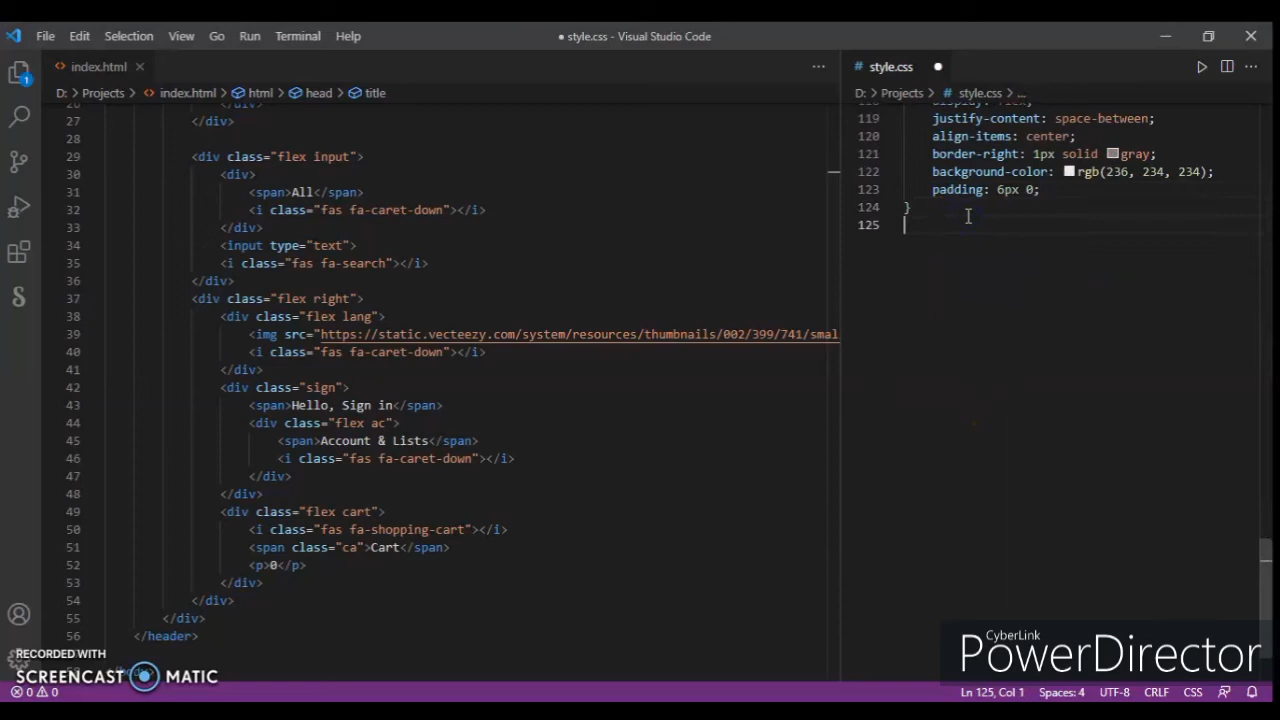 File Edit Selection View Go Run Terminal Help ● style.css - Visual Studio Code
index.html
D: > Projects > index.html > html > head > title
27 </div>
28
29 <div class="flex input">
30 <div>
31 <span>All</span>
32 <i class="fas fa-caret-down"></i>
33 </div>
34 <input type="text">
35 <i class="fas fa-search"></i>
36 </div>
37 <div class="flex right">
38 <div class="flex lang">
39 <img src="https://static.vecteezy.com/system/resources/thumbnails/002/399/741/smal
40 <i class="fas fa-caret-down"></i>
41 </div>
42 <div class="sign">
43 <span>Hello, Sign in</span>
44 <div class="flex ac">
45 <span>Account & Lists</span>
46 <i class="fas fa-caret-down"></i>
47 </div>
48 </div>
49 <div class="flex cart">
50 <i class="fas fa-shopping-cart"></i>
51 <span class="ca">Cart</span>
52 <p>0</p>
53 </div>
54 </div>
55 </div>
56 </header>
# style.css ●
D: > Projects > # style.css > ...
118 display: flex;
119 justify-content: space-between;
120 align-items: center;
121 border-right: 1px solid gray;
122 background-color: rgb(236, 234, 234);
123 padding: 6px 0;
124 }
125
1
RECORDED WITH
SCREENCAST MATIC
CyberLink
PowerDirector
0 0 Ln 125, Col 1 Spaces: 4 UTF-8 CRLF CSS